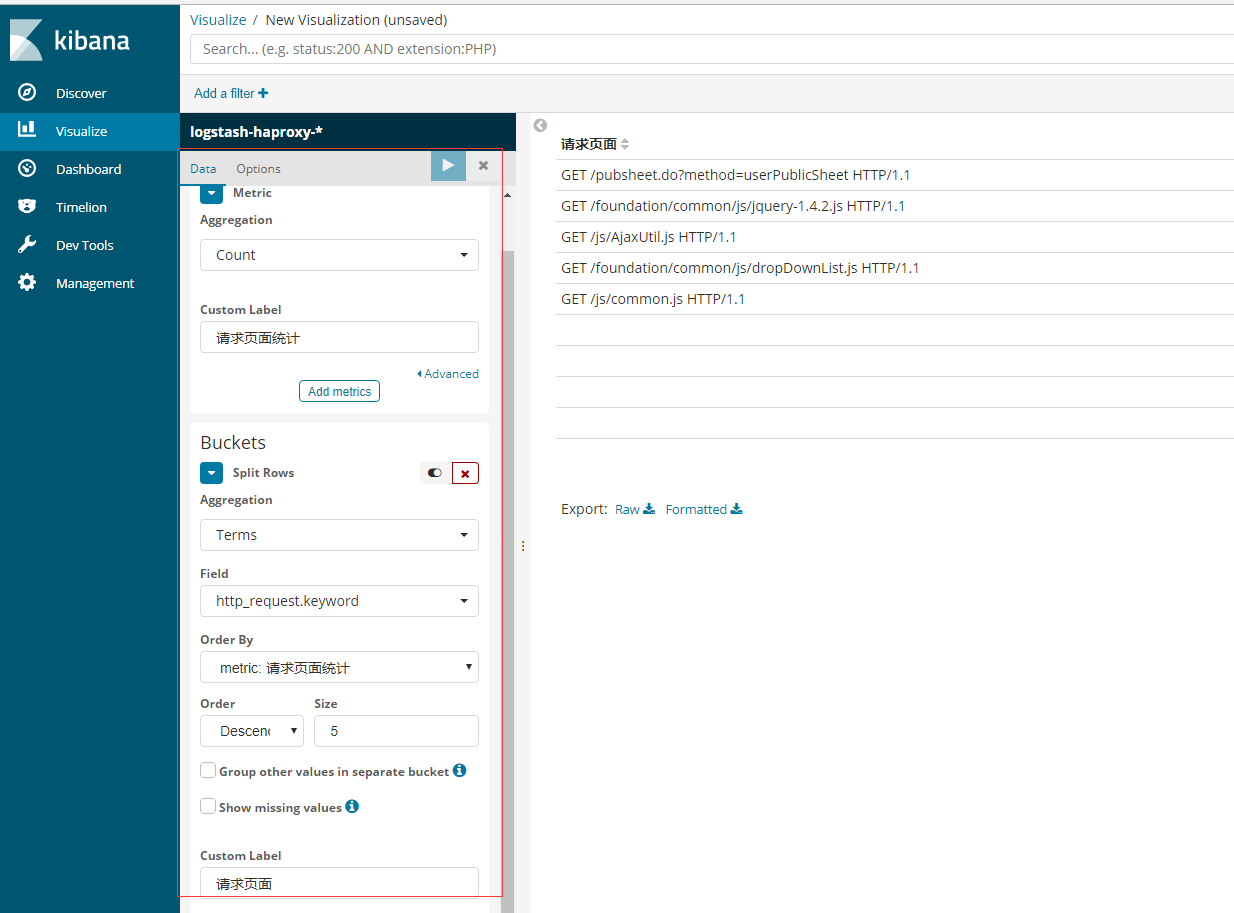 kibana
Discover
Visualize
Dashboard
Timelion
Dev Tools
Management
Visualize / New Visualization (unsaved)
Search... (e.g. status:200 AND extension:PHP)
Add a filter
logstash-haproxy-*
Data Options
Metric
Aggregation
Count
Custom Label
请求页面统计
Advanced
Add metrics
Buckets
Split Rows
Aggregation
Terms
Field
http_request.keyword
Order By
metric: 请求页面统计
Order Size
Descend 5
Group other values in separate bucket
Show missing values
Custom Label
请求页面
请求页面
GET /pubsheet.do?method=userPublicSheet HTTP/1.1
GET /foundation/common/js/jquery-1.4.2.js HTTP/1.1
GET /js/AjaxUtil.js HTTP/1.1
GET /foundation/common/js/dropDownList.js HTTP/1.1
GET /js/common.js HTTP/1.1
Export: Raw Formatted